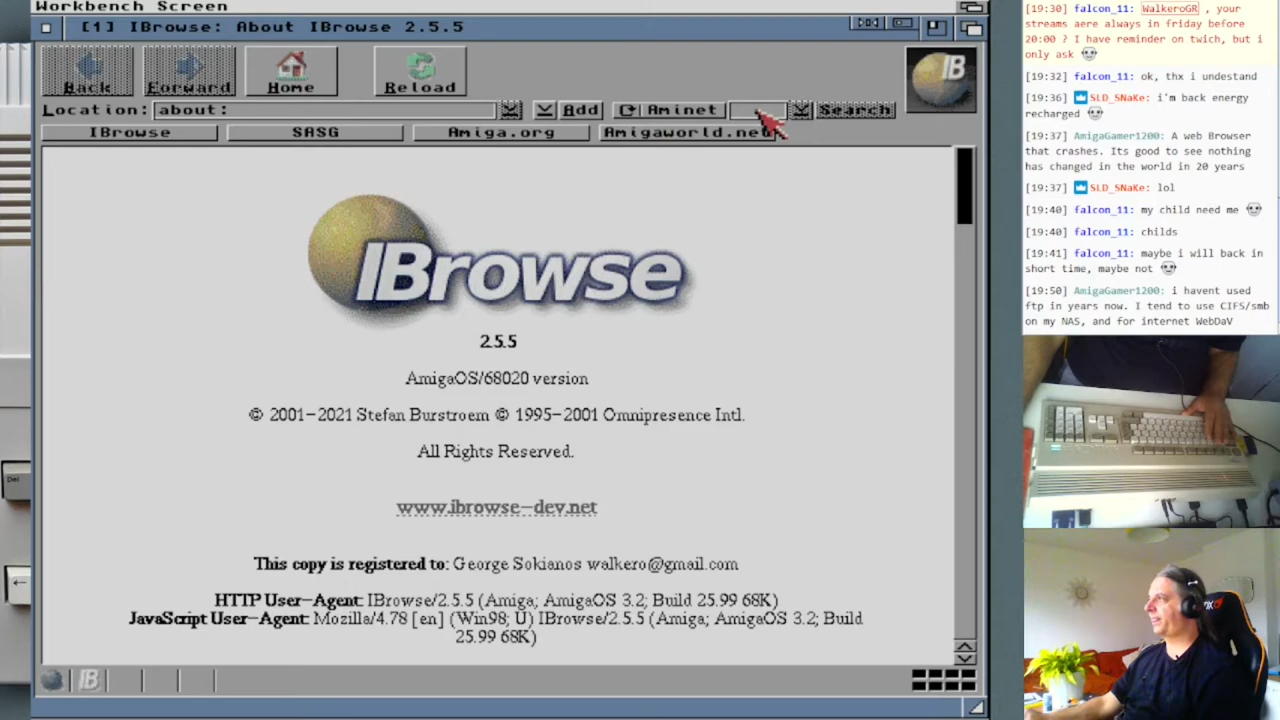 Workbench Screen
[1] IBrowse: About IBrowse 2.5.5
Back Forward Home Reload
IB
Location: about: Add Aminet Search
IBrowse SASG Amiga.org Amigaworld.net
IBrowse
2.5.5
AmigaOS/68020 version
© 2001-2021 Stefan Burstroem © 1995-2001 Omnipresence Intl.
All Rights Reserved.
www.ibrowse-dev.net
This copy is registered to: George Sokianos walkero@gmail.com
HTTP User-Agent: IBrowse/2.5.5 (Amiga; AmigaOS 3.2; Build 25.99 68K)
JavaScript User-Agent: Mozilla/4.78 [en] (Win98; U) IBrowse/2.5.5 (Amiga; AmigaOS 3.2; Build
25.99 68K)
IB
Del
[19:30] falcon_11: WalkeroGR , your
streams aere always in friday before
20:00 ? I have reminder on twich, but i
only ask
[19:32] falcon_11: ok, thx i undestand
[19:36] SLD_SNaKe: i'm back energy
recharged
[19:37] AmigaGamer1200: A web Browser
that crashes. Its good to see nothing
has changed in the world in 20 years
[19:37] SLD_SNaKe: lol
[19:40] falcon_11: my child need me
[19:40] falcon_11: childs
[19:41] falcon_11: maybe i will back in
short time, maybe not
[19:50] AmigaGamer1200: i havent used
ftp in years now. I tend to use CIFS/smb
on my NAS, and for internet WebDaV